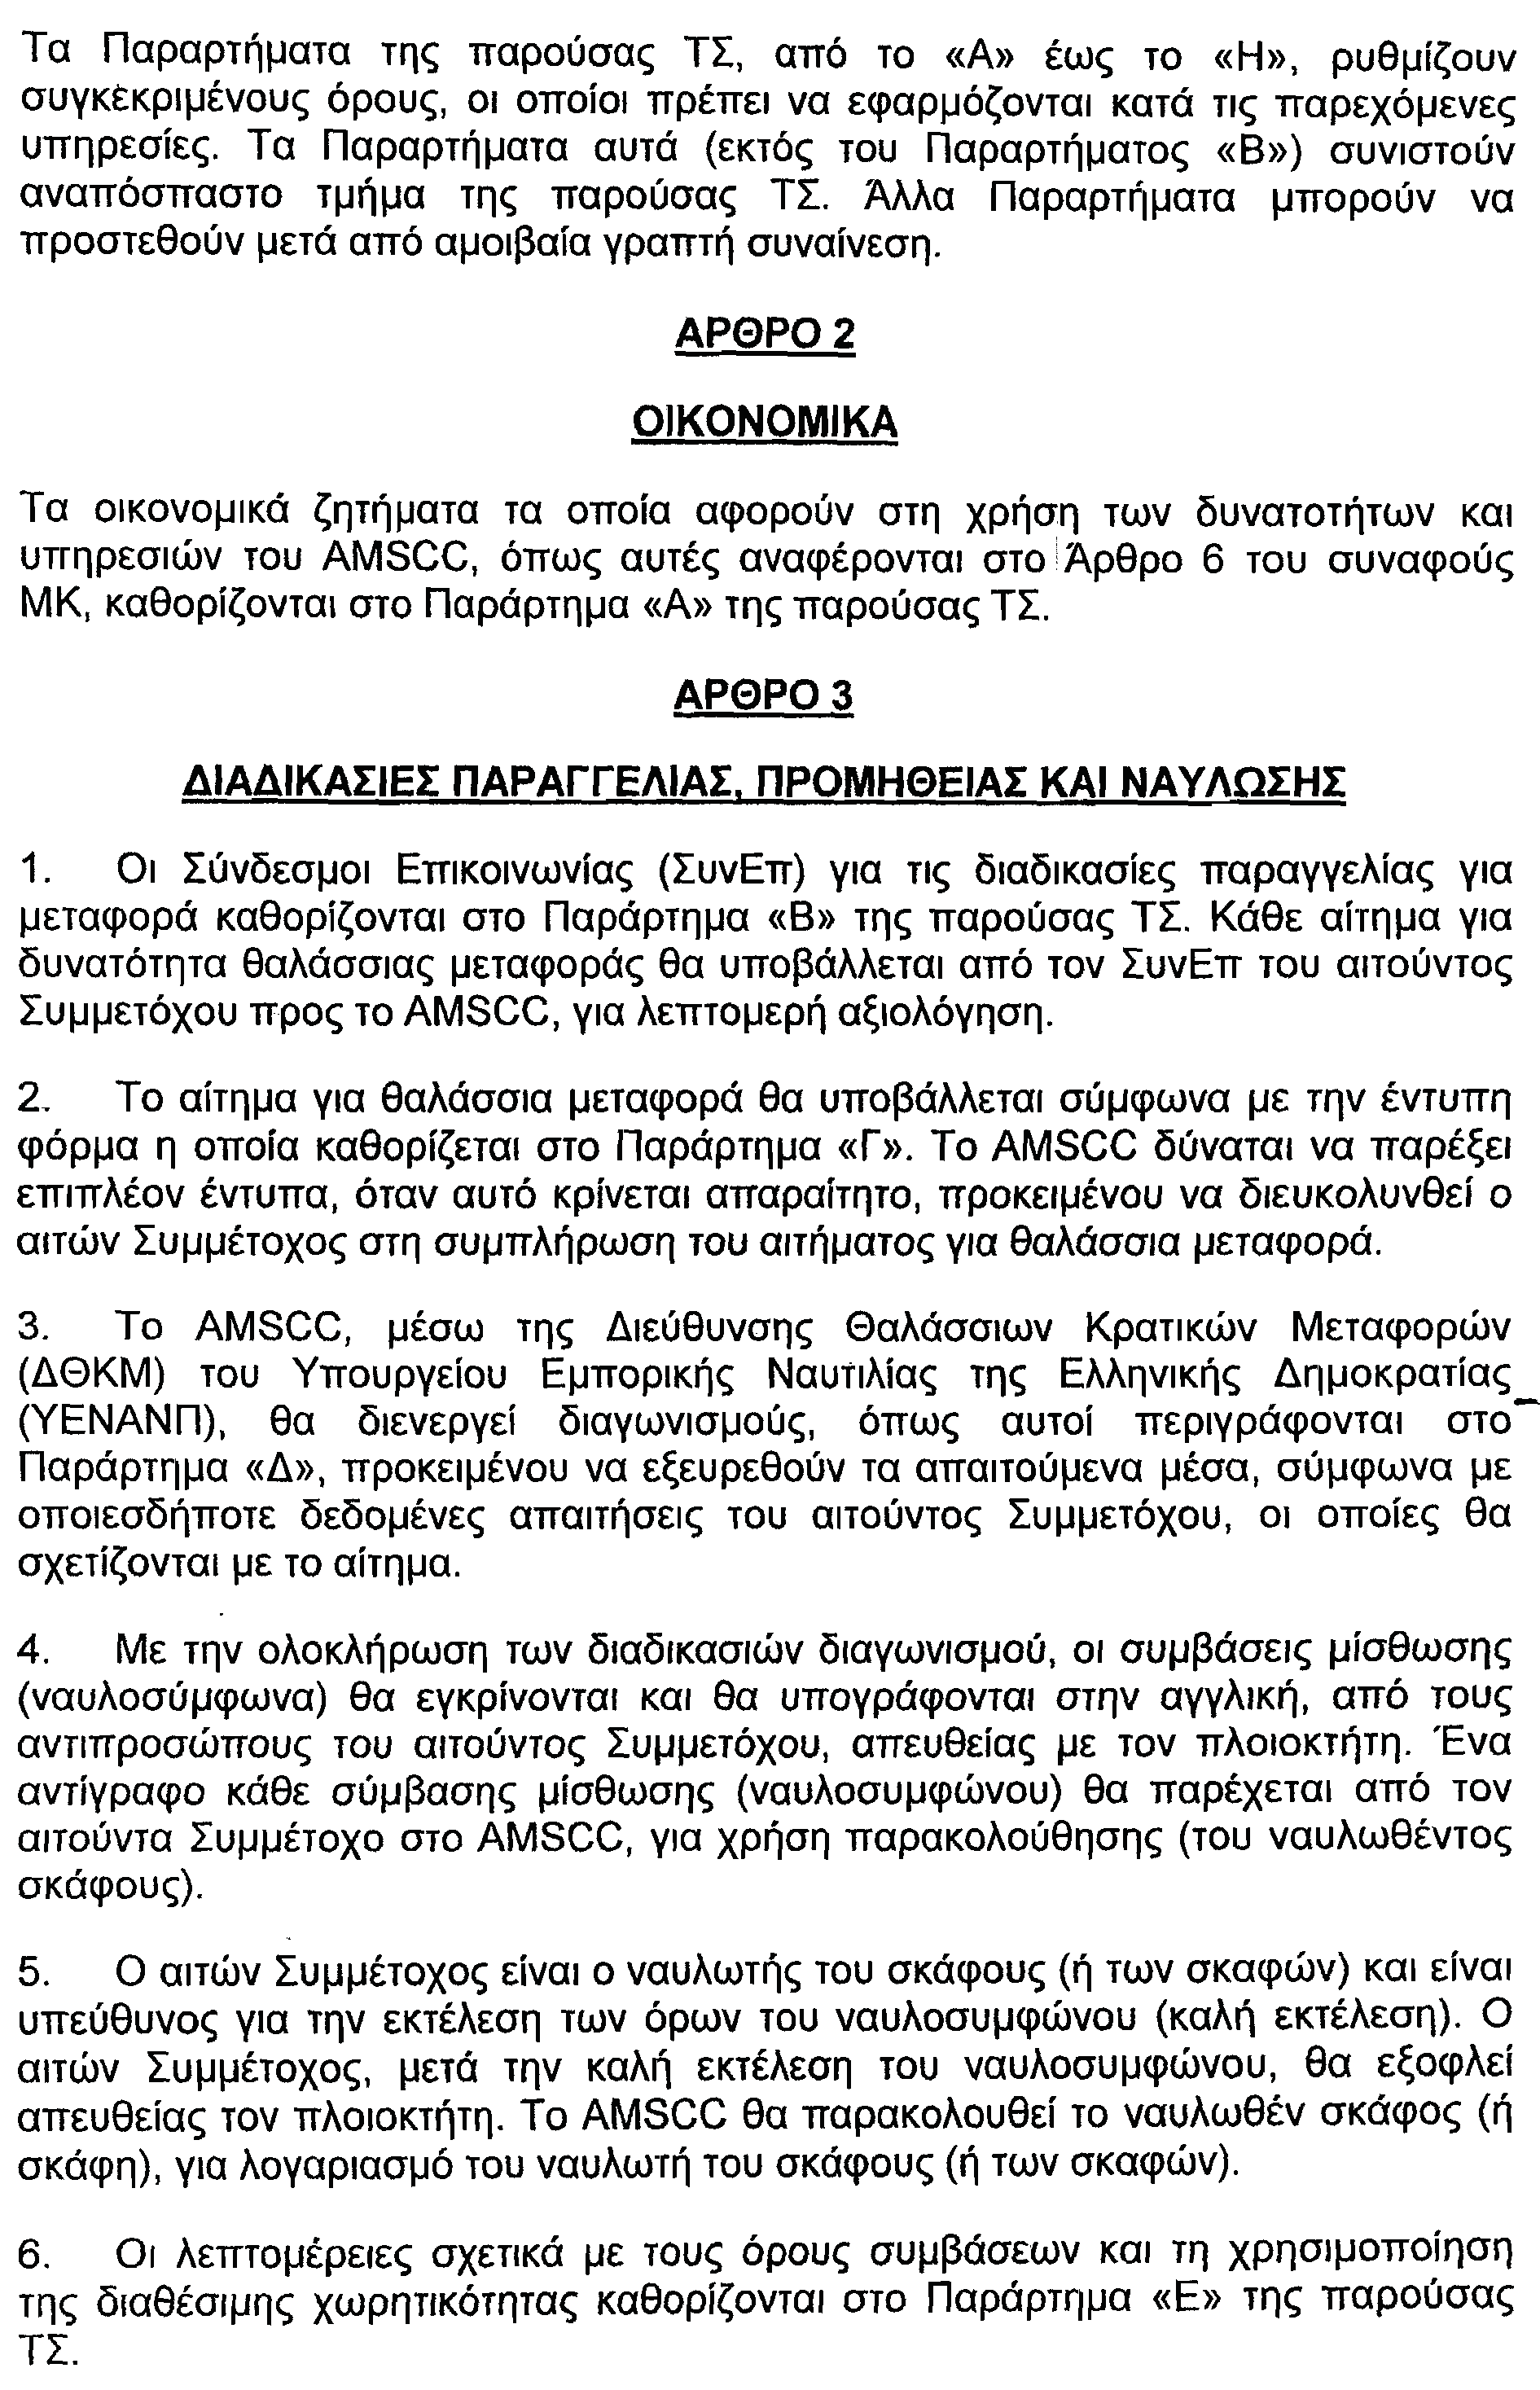 Τα Παραρτήματα της παρούσας ΤΣ, από το «Α» έως το «Η», ρυθμίζουν
συγκεκριμένους όρους, οι οποίοι πρέπει να εφαρμόζονται κατά τις παρεχόμενες
υπηρεσίες. Τα Παραρτήματα αυτά (εκτός του Παραρτήματος «Β») συνιστούν
αναπόσπαστο τμήμα της παρούσας ΤΣ. Άλλα Παραρτήματα μπορούν να
προστεθούν μετά από αμοιβαία γραπτή συναίνεση.
ΑΡΘΡΟ 2
ΟΙΚΟΝΟΜΙΚΑ
Τα οικονομικά ζητήματα τα οποία αφορούν στη χρήση των δυνατοτήτων και
υπηρεσιών του AMSCC, όπως αυτές αναφέρονται στο Άρθρο 6 του συναφούς
ΜΚ, καθορίζονται στο Παράρτημα «Α» της παρούσας ΤΣ.
ΑΡΘΡΟ 3
ΔΙΑΔΙΚΑΣΙΕΣ ΠΑΡΑΓΓΕΛΙΑΣ, ΠΡΟΜΗΘΕΙΑΣ ΚΑΙ ΝΑΥΛΩΣΗΣ
1. Οι Σύνδεσμοι Επικοινωνίας (ΣυνΕπ) για τις διαδικασίες παραγγελίας για
μεταφορά καθορίζονται στο Παράρτημα «Β» της παρούσας ΤΣ. Κάθε αίτημα για
δυνατότητα θαλάσσιας μεταφοράς θα υποβάλλεται από τον ΣυνΕπ του αιτούντος
Συμμετόχου προς το AMSCC, για λεπτομερή αξιολόγηση.
2. Το αίτημα για θαλάσσια μεταφορά θα υποβάλλεται σύμφωνα με την έντυπη
φόρμα η οποία καθορίζεται στο Παράρτημα «Γ». Το AMSCC δύναται να παρέξει
επιπλέον έντυπα, όταν αυτό κρίνεται απαραίτητο, προκειμένου να διευκολυνθεί ο
αιτών Συμμέτοχος στη συμπλήρωση του αιτήματος για θαλάσσια μεταφορά.
3. Το AMSCC, μέσω της Διεύθυνσης Θαλάσσιων Κρατικών Μεταφορών
(ΔΘΚΜ) του Υπουργείου Εμπορικής Ναυτιλίας της Ελληνικής Δημοκρατίας
(ΥΕΝΑΝΠ), θα διενεργεί διαγωνισμούς, όπως αυτοί περιγράφονται στο
Παράρτημα «Δ», προκειμένου να εξευρεθούν τα απαιτούμενα μέσα, σύμφωνα με
οποιεσδήποτε δεδομένες απαιτήσεις του αιτούντος Συμμετόχου, οι οποίες θα
σχετίζονται με το αίτημα.
4. Με την ολοκλήρωση των διαδικασιών διαγωνισμού, οι συμβάσεις μίσθωσης
(ναυλοσύμφωνα) θα εγκρίνονται και θα υπογράφονται στην αγγλική, από τους
αντιπροσώπους του αιτούντος Συμμετόχου, απευθείας με τον πλοιοκτήτη. Ένα
αντίγραφο κάθε σύμβασης μίσθωσης (ναυλοσυμφώνου) θα παρέχεται από τον
αιτούντα Συμμέτοχο στο AMSCC, για χρήση παρακολούθησης (του ναυλωθέντος
σκάφους).
5. Ο αιτών Συμμέτοχος είναι ο ναυλωτής του σκάφους (ή των σκαφών) και είναι
υπεύθυνος για την εκτέλεση των όρων του ναυλοσυμφώνου (καλή εκτέλεση). Ο
αιτών Συμμέτοχος, μετά την καλή εκτέλεση του ναυλοσυμφώνου, θα εξοφλεί
απευθείας τον πλοιοκτήτη. Το AMSCC θα παρακολουθεί το ναυλωθέν σκάφος (ή
σκάφη), για λογαριασμό του ναυλωτή του σκάφους (ή των σκαφών).
6. Οι λεπτομέρειες σχετικά με τους όρους συμβάσεων και τη χρησιμοποίηση
της διαθέσιμης χωρητικότητας καθορίζονται στο Παράρτημα «Ε» της παρούσας
ΤΣ.